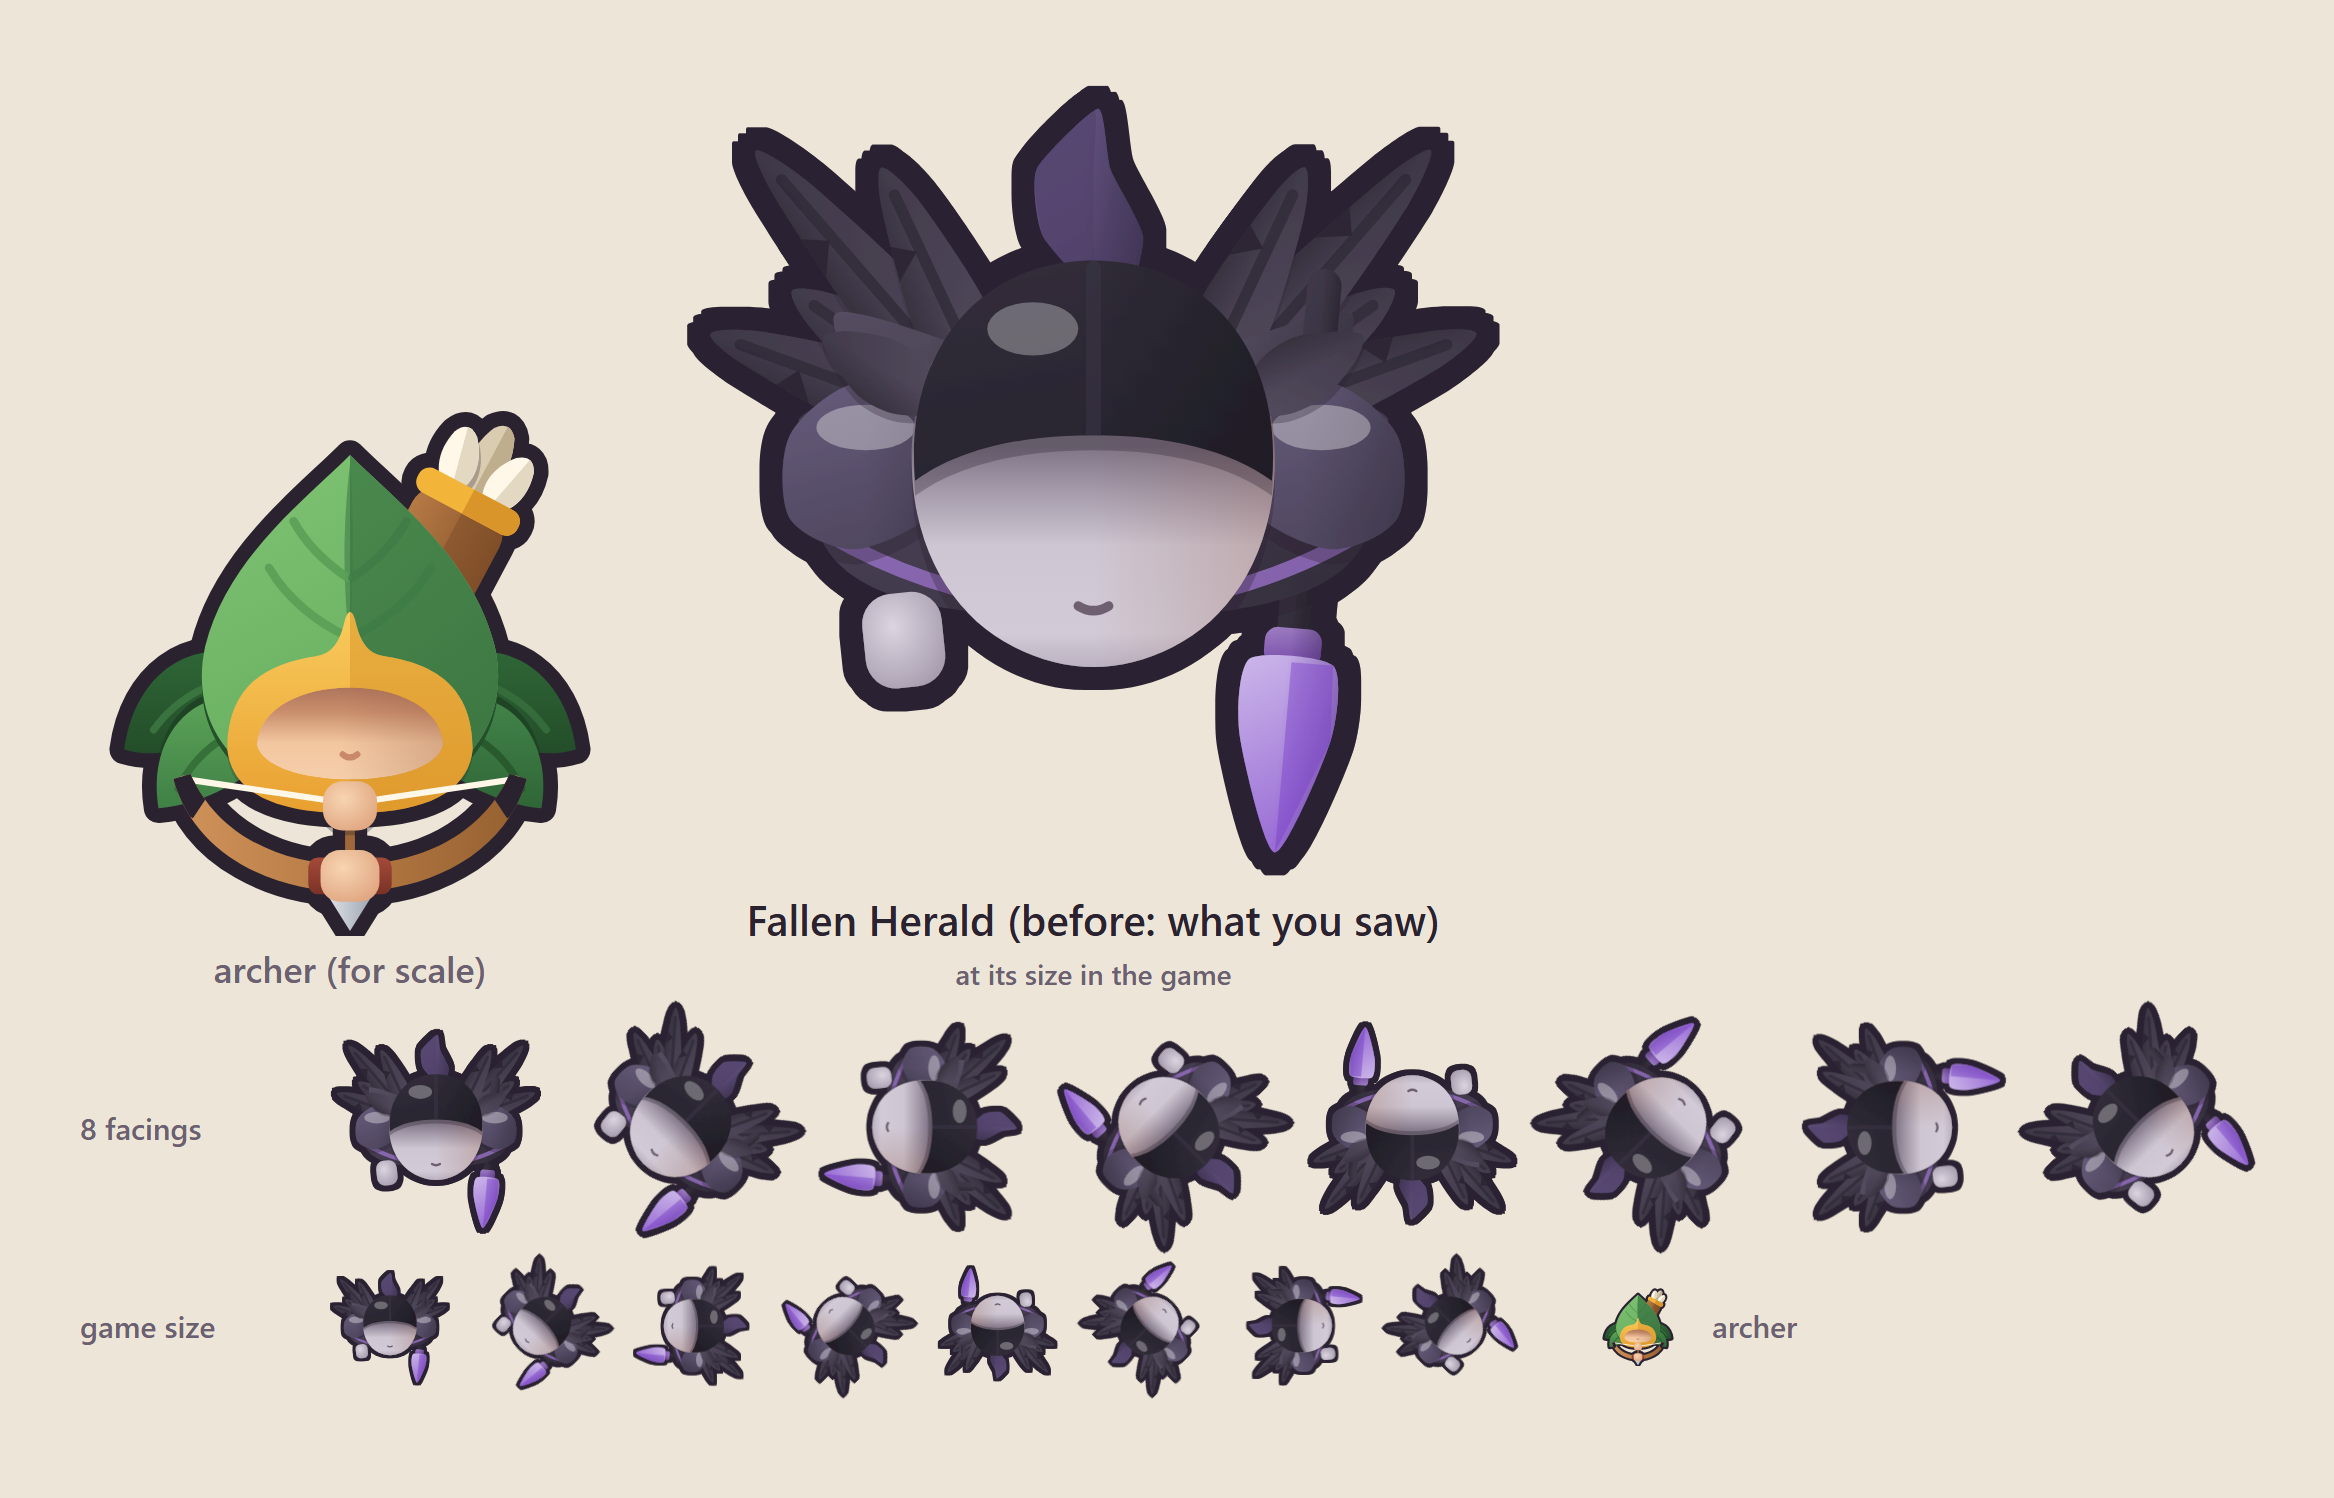 Fallen Herald (before: what you saw)
archer (for scale)
at its size in the game
8 facings
game size
archer